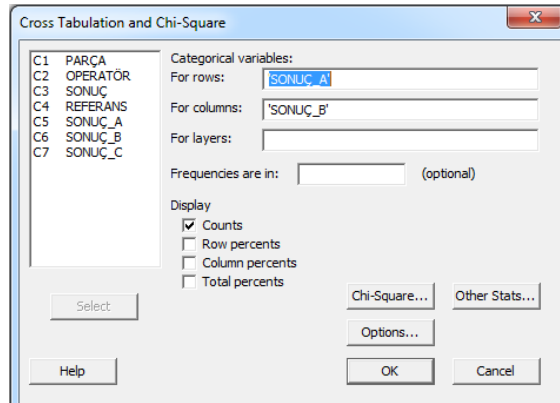 Cross Tabulation and Chi-Square
C1 PARÇA
C2 OPERATÖR
C3 SONUÇ
C4 REFERANS
C5 SONUÇ_A
C6 SONUÇ_B
C7 SONUÇ_C
Categorical variables:
For rows: 'SONUÇ_A'
For columns: 'SONUÇ_B'
For layers:
Frequencies are in: (optional)
Display
Counts
Row percents
Column percents
Total percents
Select
Chi-Square... Other Stats...
Options...
Help OK Cancel